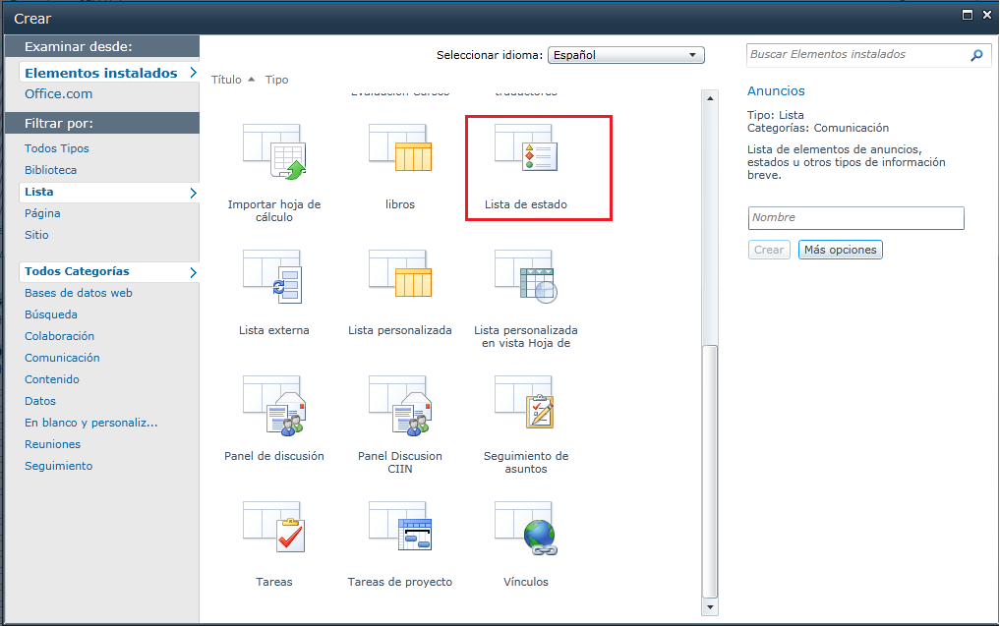 Crear
Examinar desde:
Elementos instalados
Office.com
Filtrar por:
Todos Tipos
Biblioteca
Lista
Página
Sitio
Todos Categorías
Bases de datos web
Búsqueda
Colaboración
Comunicación
Contenido
Datos
En blanco y personaliz...
Reuniones
Seguimiento
Seleccionar idioma: Español
Título Tipo
Evaluación Cursos traductores
Importar hoja de
cálculo
libros
Lista de estado
Lista externa
Lista personalizada
Lista personalizada
en vista Hoja de
Panel de discusión
Panel Discusion
CIIN
Seguimiento de
asuntos
Tareas
Tareas de proyecto
Vínculos
Buscar Elementos instalados
Anuncios
Tipo: Lista
Categorías: Comunicación
Lista de elementos de anuncios,
estados u otros tipos de información
breve.
Nombre
Crear Más opciones